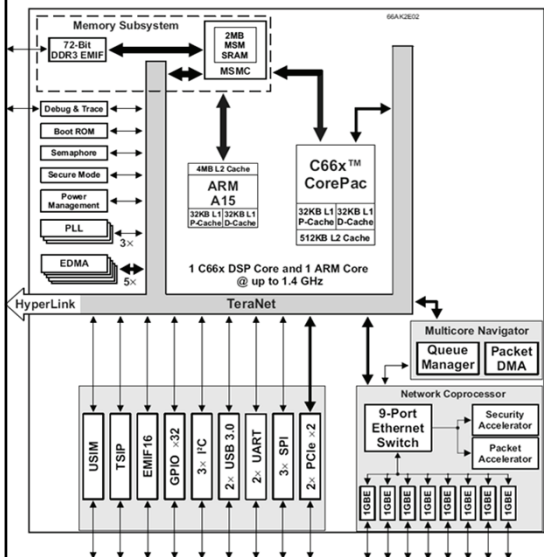 66AK2E02
Memory Subsystem
72-Bit
DDR3 EMIF
2MB
MSM
SRAM
MSMC
Debug & Trace
Boot ROM
Semaphore
Secure Mode
Power
Management
PLL
3×
EDMA
5×
4MB L2 Cache
ARM
A15
32KB L1 32KB L1
P-Cache D-Cache
C66x™
CorePac
32KB L1 32KB L1
P-Cache D-Cache
512KB L2 Cache
1 C66x DSP Core and 1 ARM Core
@ up to 1.4 GHz
HyperLink
TeraNet
Multicore Navigator
Queue
Manager
Packet
DMA
Network Coprocessor
9-Port
Ethernet
Switch
Security
Accelerator
Packet
Accelerator
USIM
TSIP
EMIF16
GPIO ×32
3× I²C
2× USB 3.0
2× UART
3× SPI
2× PCIe ×2
1GBE
1GBE
1GBE
1GBE
1GBE
1GBE
1GBE
1GBE